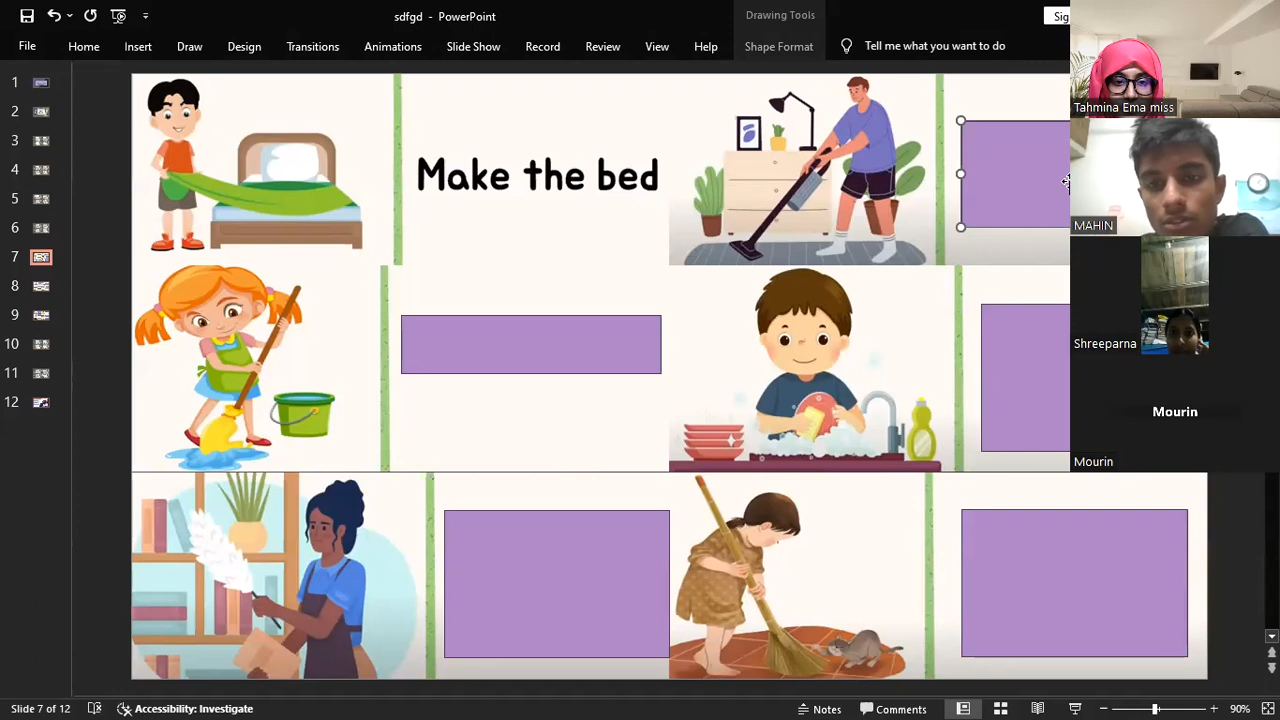 sdfgd - PowerPoint
Drawing Tools
Sig
File Home Insert Draw Design Transitions Animations Slide Show Record Review View Help Shape Format Tell me what you want to do
1
2
3
4
5
6
7
8
9
10
11
12
Make the bed
Tahmina Ema miss
MAHIN
Shreeparna
Mourin
Mourin
Slide 7 of 12 Accessibility: Investigate Notes Comments 90%